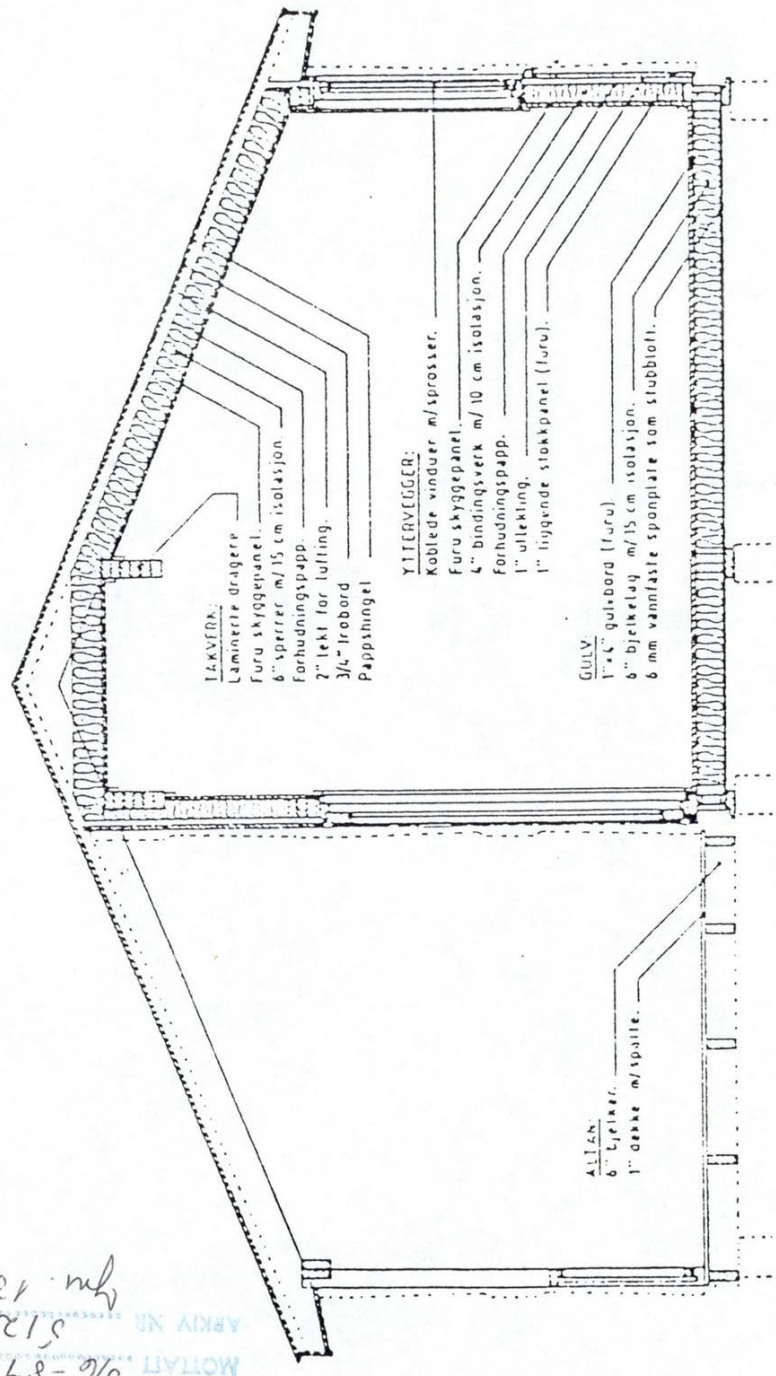 TAKVERK:
Laminerte dragere
Furu skyggepanel.
6" sperrer m/15 cm isolasjon.
Forhudningspapp.
2" lekt for lufting
3/4" trobord
Pappshingel
YTTERVEGGER:
Koblede vinduer m/sprosser.
Furu skyggepanel.
4" bindingsverk m/ 10 cm isolasjon.
Forhudningspapp.
1" utlekting.
1" liggende stokkpanel (furu).
GULV:
1"x4" gulvbord (furu).
6" bjelkelag m/15 cm isolasjon.
6 mm vannfaste sponplate som stubbloft.
ALTAN:
6" bjelker.
1" dekke m/spalte.
MOTTATT
ARKIV NR
512